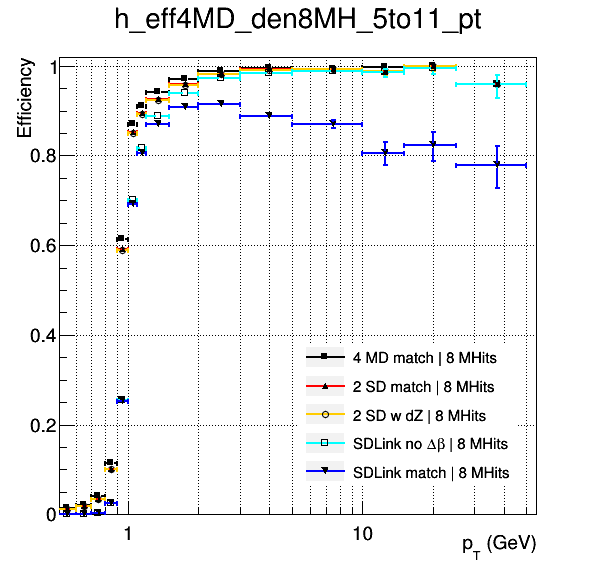 h_eff4MD_den8MH_5to11_pt
Efficiency
1
0.8
0.6
0.4
0.2
0
4 MD match | 8 MHits
2 SD match | 8 MHits
2 SD w dZ | 8 MHits
SDLink no Δβ | 8 MHits
SDLink match | 8 MHits
1 10
p_T (GeV)